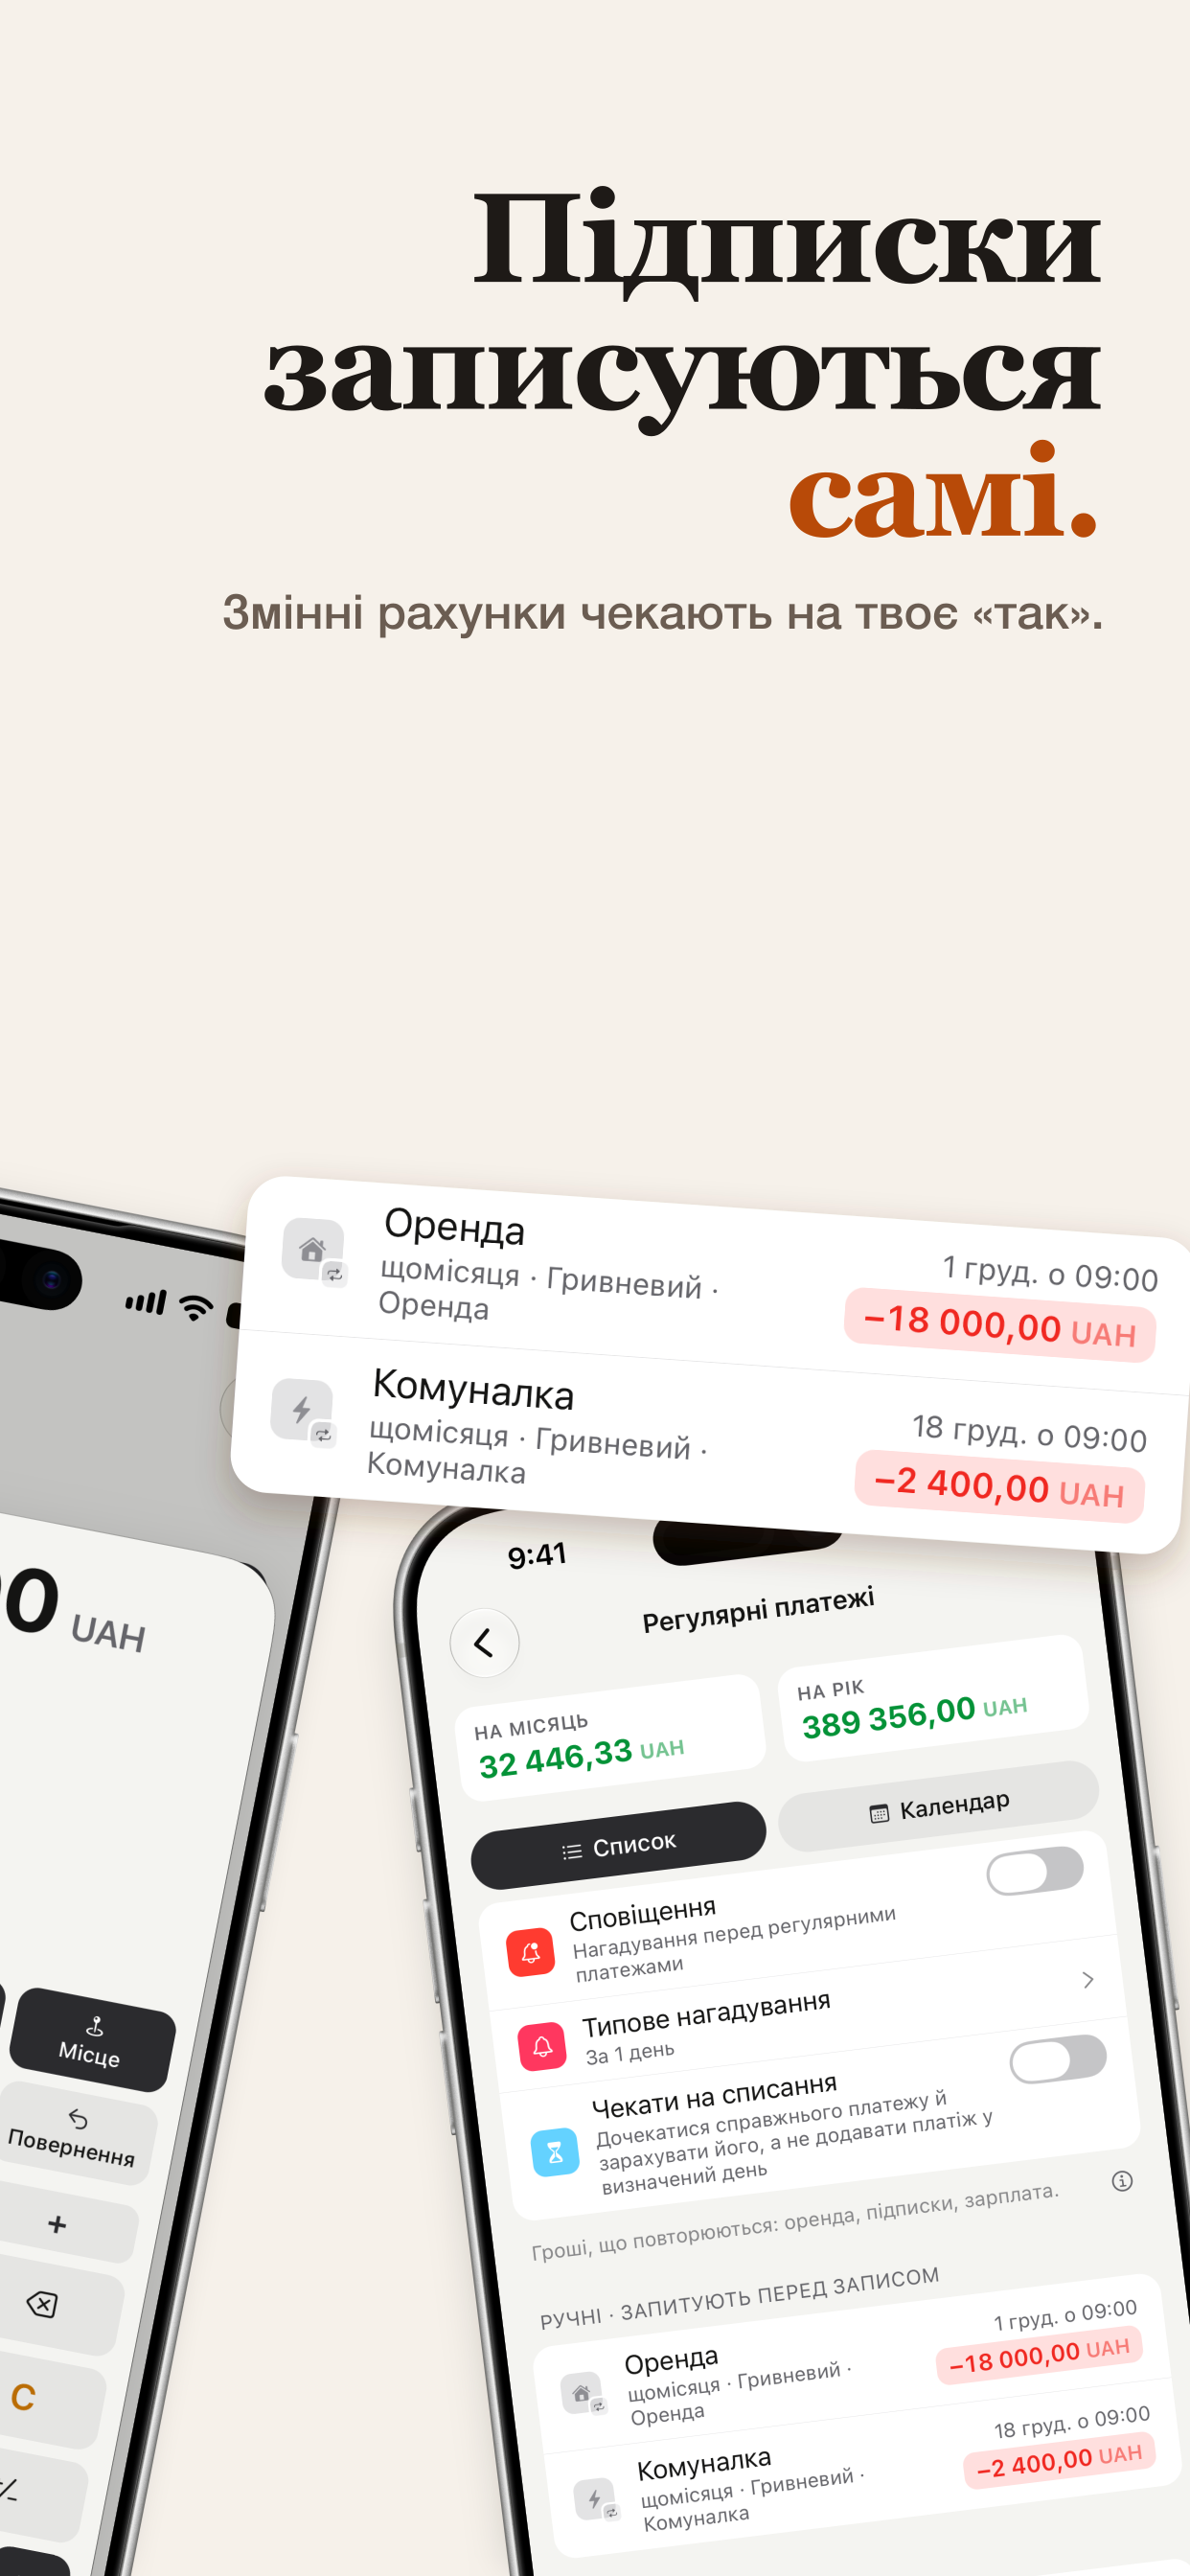 Підписки
записуються
самі.
Змінні рахунки чекають на твоє «так».
Оренда
щомісяця · Гривневий ·
Оренда
1 груд. о 09:00
−18 000,00 UAH
Комуналка
щомісяця · Гривневий ·
Комуналка
18 груд. о 09:00
−2 400,00 UAH
0 UAH
Місце
Повернення
+
C
9:41
Регулярні платежі
НА МІСЯЦЬ
32 446,33 UAH
НА РІК
389 356,00 UAH
Список
Календар
Сповіщення
Нагадування перед регулярними
платежами
Типове нагадування
За 1 день
Чекати на списання
Дочекатися справжнього платежу й
зарахувати його, а не додавати платіж у
визначений день
Гроші, що повторюються: оренда, підписки, зарплата.
РУЧНІ · ЗАПИТУЮТЬ ПЕРЕД ЗАПИСОМ
Оренда
щомісяця · Гривневий ·
Оренда
1 груд. о 09:00
−18 000,00 UAH
Комуналка
щомісяця · Гривневий ·
Комуналка
18 груд. о 09:00
−2 400,00 UAH